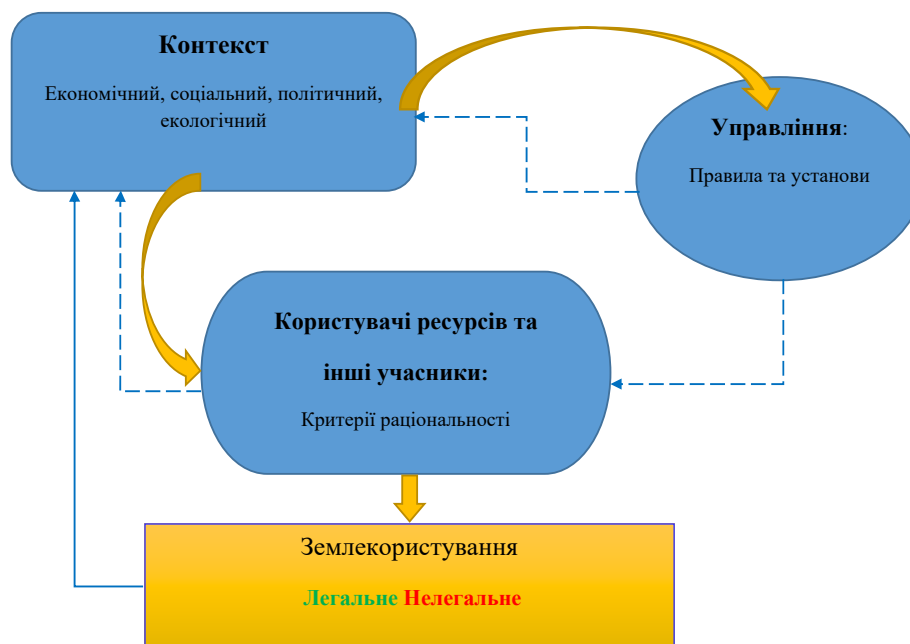 Контекст
Економічний, соціальний, політичний,
екологічний
Управління:
Правила та установи
Користувачі ресурсів та
інші учасники:
Критерії раціональності
Землекористування
Легальне Нелегальне